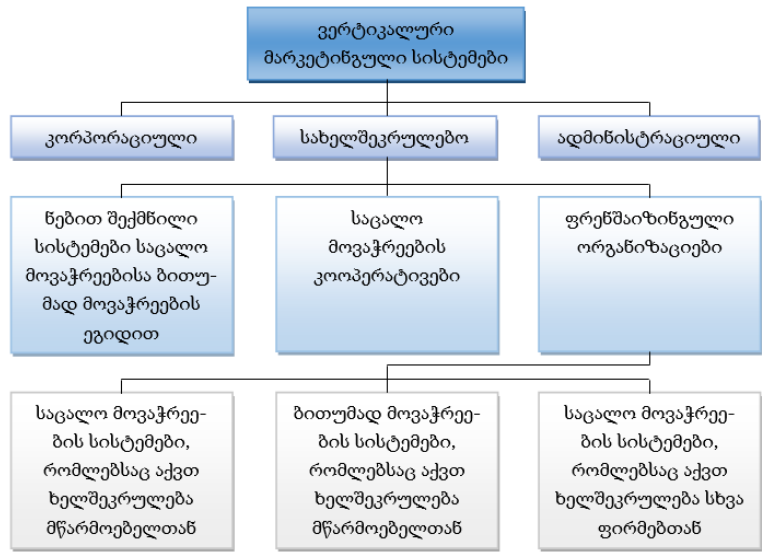 ვერტიკალური
მარკეტინგული სისტემები
კორპორაციული
სახელშეკრულებო
ადმინისტრაციული
ნებით შექმნილი
სისტემები საცალო
მოვაჭრეებისა ბითუ-
მად მოვაჭრეების
ეგიდით
საცალო
მოვაჭრეების
კოოპერატივები
ფრენშაიზინგული
ორგანიზაციები
საცალო მოვაჭრეე-
ბის სისტემები,
რომლებსაც აქვთ
ხელშეკრულება
მწარმოებელთან
ბითუმად მოვაჭრეე-
ბის სისტემები,
რომლებსაც აქვთ
ხელშეკრულება
მწარმოებელთან
საცალო მოვაჭრეე-
ბის სისტემები,
რომლებსაც აქვთ
ხელშეკრულება სხვა
ფირმებთან